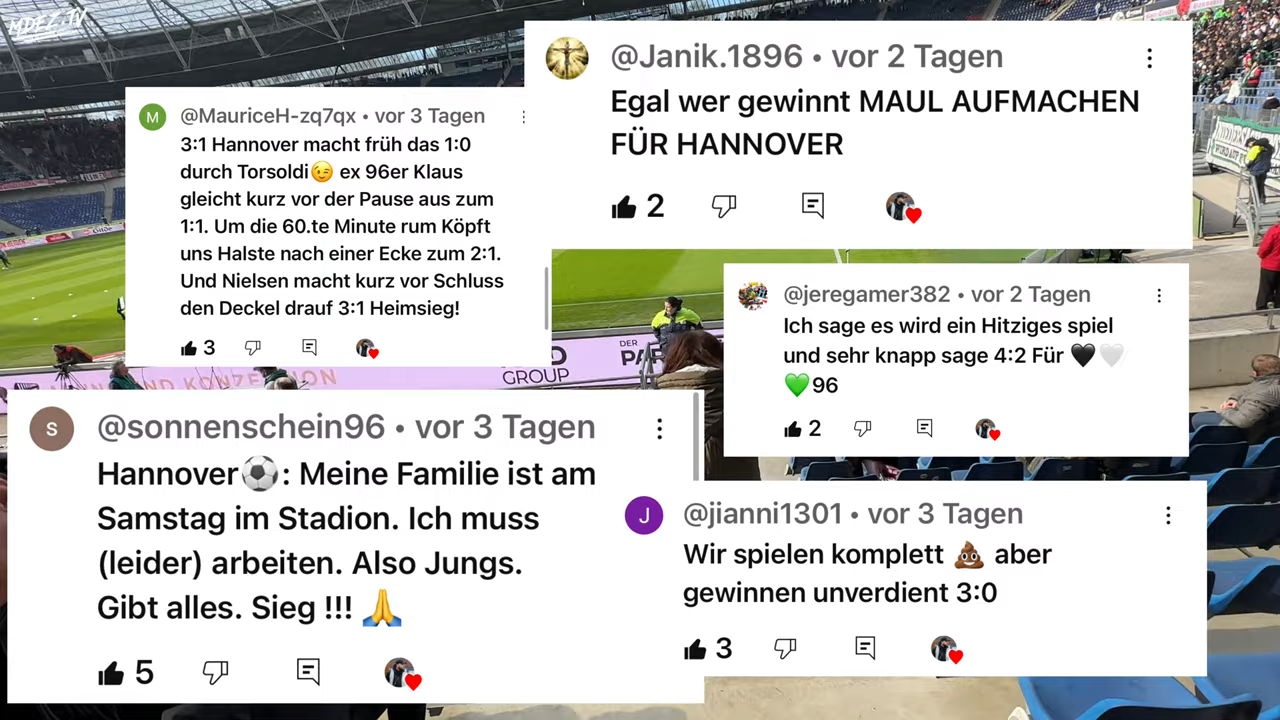 MDFZ.TV
@Janik.1896 • vor 2 Tagen
Egal wer gewinnt MAUL AUFMACHEN
FÜR HANNOVER
2
@MauriceH-zq7qx • vor 3 Tagen
M
3:1 Hannover macht früh das 1:0
durch Torsoldi😉 ex 96er Klaus
gleicht kurz vor der Pause aus zum
1:1. Um die 60.te Minute rum Köpft
uns Halste nach einer Ecke zum 2:1.
Und Nielsen macht kurz vor Schluss
den Deckel drauf 3:1 Heimsieg!
3
@jeregamer382 • vor 2 Tagen
Ich sage es wird ein Hitziges spiel
und sehr knapp sage 4:2 Für 🖤🤍
💚96
2
DER
GROUP
S
@sonnenschein96 • vor 3 Tagen
Hannover⚽: Meine Familie ist am
Samstag im Stadion. Ich muss
(leider) arbeiten. Also Jungs.
Gibt alles. Sieg !!! 🙏
5
J
@jianni1301 • vor 3 Tagen
Wir spielen komplett 💩 aber
gewinnen unverdient 3:0
3